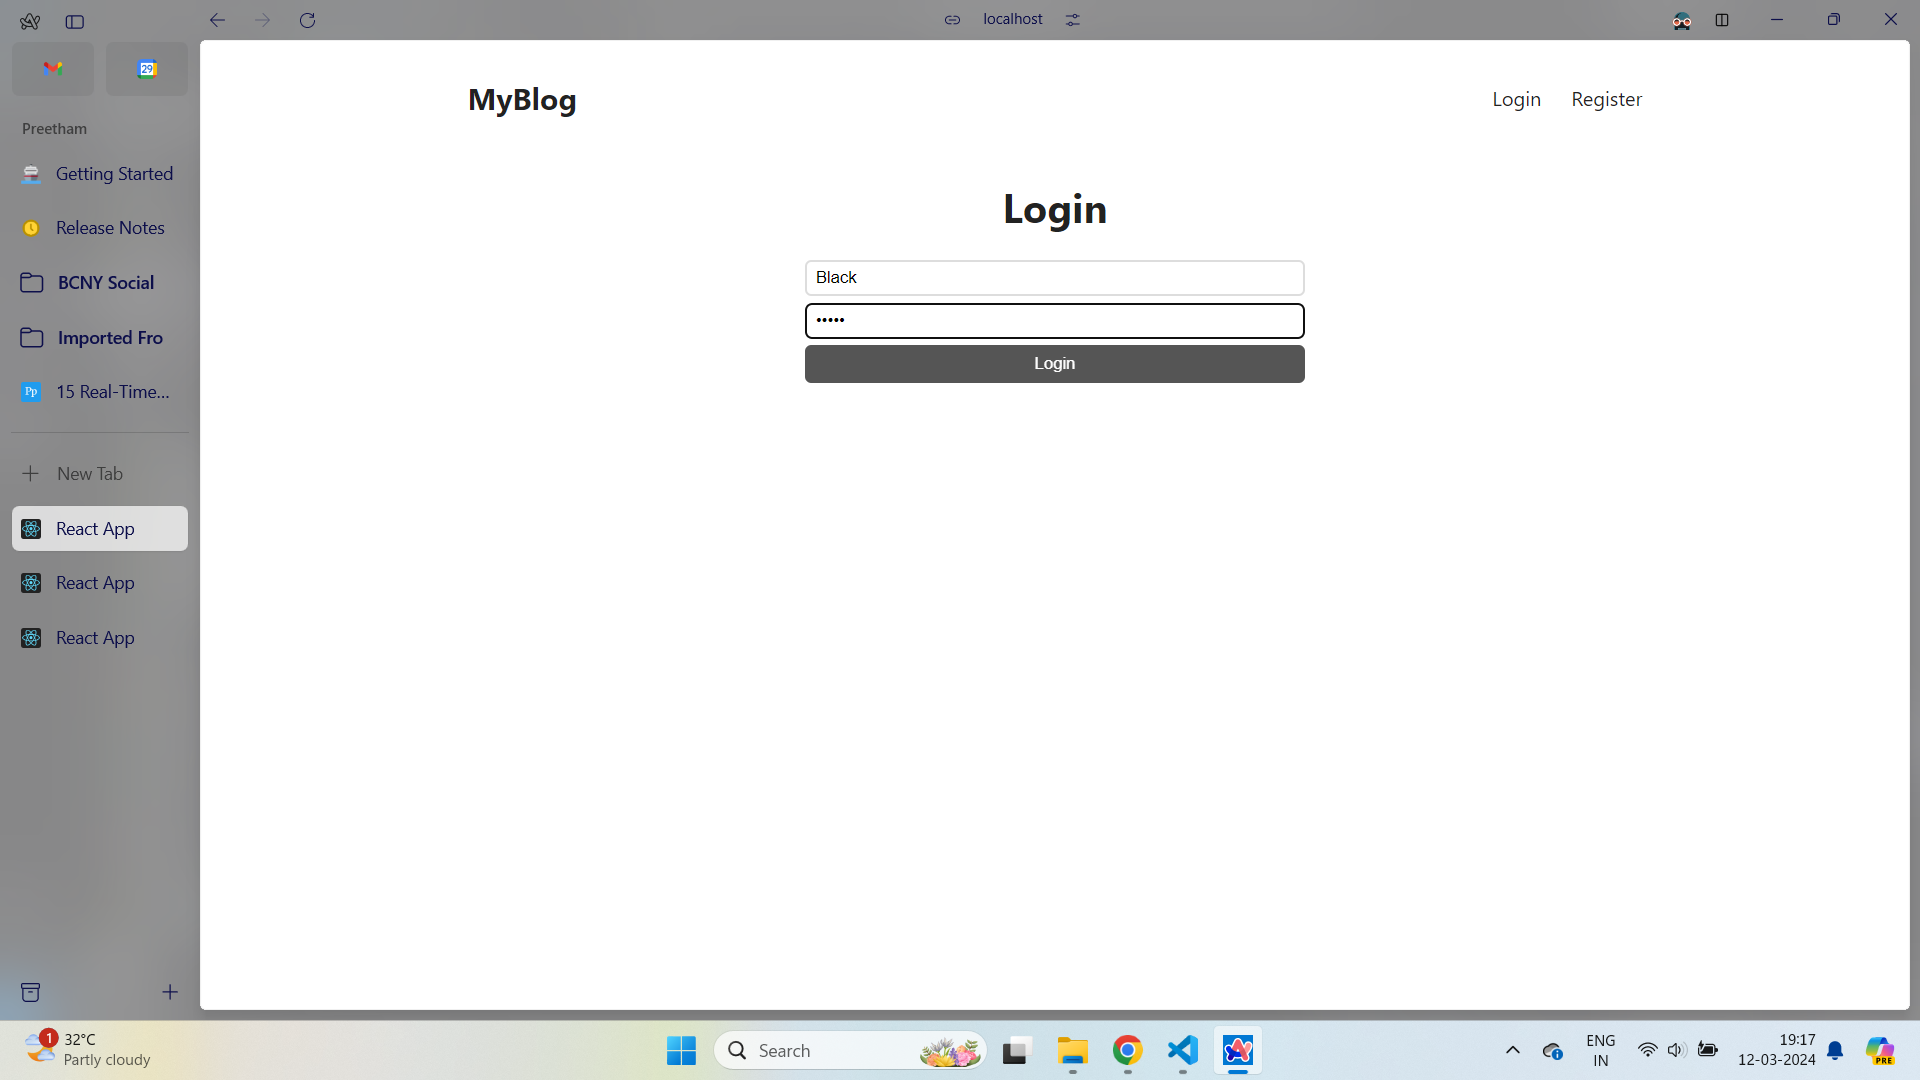 localhost
29
Preetham
Getting Started
Release Notes
BCNY Social
Imported Fro
Pp 15 Real-Time...
New Tab
React App
React App
React App
MyBlog
Login Register
Login
Black
•••••
Login
1 32°C
Partly cloudy
Search
ENG
IN
19:17
12-03-2024
PRE